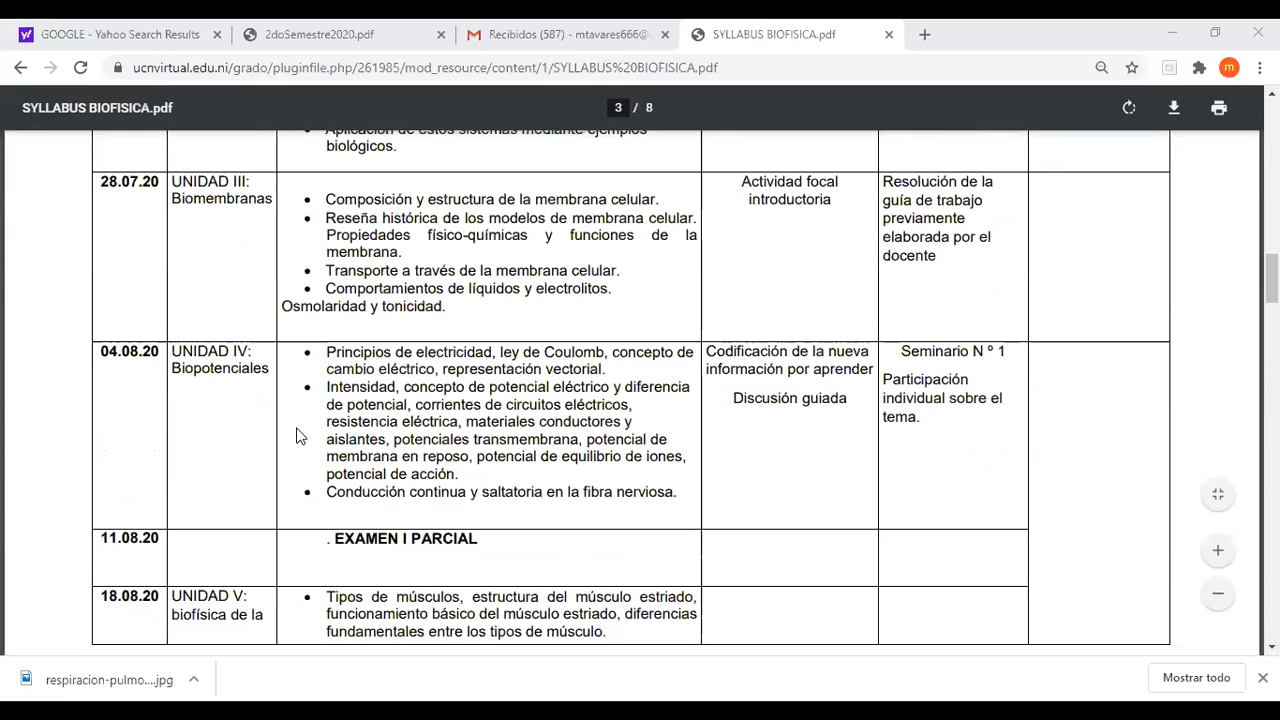 GOOGLE - Yahoo Search Results
2doSemestre2020.pdf
Recibidos (587) - mtavares666@
SYLLABUS BIOFISICA.pdf
ucnvirtual.edu.ni/grado/pluginfile.php/261985/mod_resource/content/1/SYLLABUS%20BIOFISICA.pdf
m
SYLLABUS BIOFISICA.pdf
3 / 8
Aplicación de estos sistemas mediante ejemplos
biológicos.
28.07.20
UNIDAD III:
Biomembranas
• Composición y estructura de la membrana celular.
• Reseña histórica de los modelos de membrana celular.
Propiedades físico-químicas y funciones de la
membrana.
• Transporte a través de la membrana celular.
• Comportamientos de líquidos y electrolitos.
Osmolaridad y tonicidad.
Actividad focal
introductoria
Resolución de la
guía de trabajo
previamente
elaborada por el
docente
04.08.20
UNIDAD IV:
Biopotenciales
• Principios de electricidad, ley de Coulomb, concepto de
cambio eléctrico, representación vectorial.
• Intensidad, concepto de potencial eléctrico y diferencia
de potencial, corrientes de circuitos eléctricos,
resistencia eléctrica, materiales conductores y
aislantes, potenciales transmembrana, potencial de
membrana en reposo, potencial de equilibrio de iones,
potencial de acción.
• Conducción continua y saltatoria en la fibra nerviosa.
Codificación de la nueva
información por aprender
Discusión guiada
Seminario N º 1
Participación
individual sobre el
tema.
11.08.20
. EXAMEN I PARCIAL
18.08.20
UNIDAD V:
biofísica de la
• Tipos de músculos, estructura del músculo estriado,
funcionamiento básico del músculo estriado, diferencias
fundamentales entre los tipos de músculo.
respiracion-pulmo....jpg
Mostrar todo